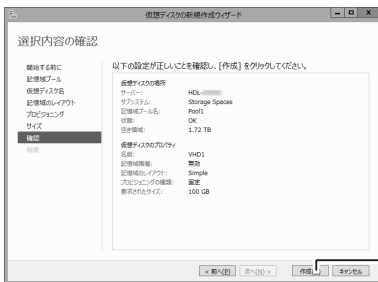 仮想ディスクの新規作成ウィザード
選択内容の確認
開始する前に
記憶域プール
仮想ディスク名
記憶域のレイアウト
プロビジョニング
サイズ
確認
結果
以下の設定が正しいことを確認し、[作成] をクリックしてください。
仮想ディスクの場所
サーバー: HDL-
サブシステム: Storage Spaces
記憶域プール名: Pool1
状態: OK
空き領域: 1.72 TB
仮想ディスクのプロパティ
名前: VHD1
記憶域階層: 無効
記憶域のレイアウト: Simple
プロビジョニングの種類: 固定
要求されたサイズ: 100 GB
< 前へ(P) 次へ(N) > 作成 キャンセル